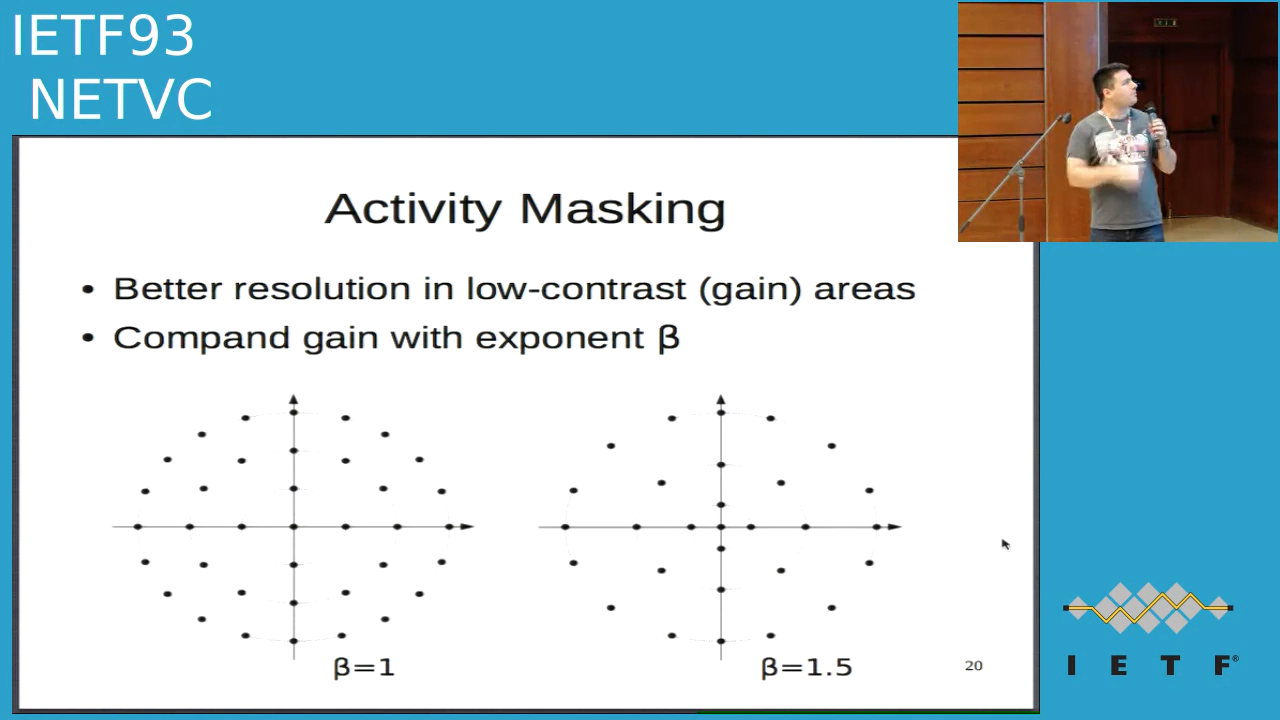 IETF93
NETVC
Activity Masking
• Better resolution in low-contrast (gain) areas
• Compand gain with exponent β
β=1
β=1.5
20
I E T F®